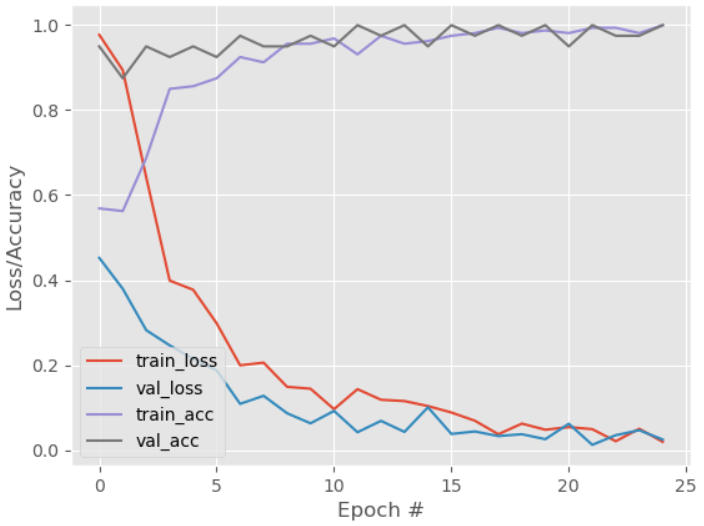 1.0
0.8
0.6
0.4
0.2
0.0
Loss/Accuracy
train_loss
val_loss
train_acc
val_acc
0 5 10 15 20 25
Epoch #